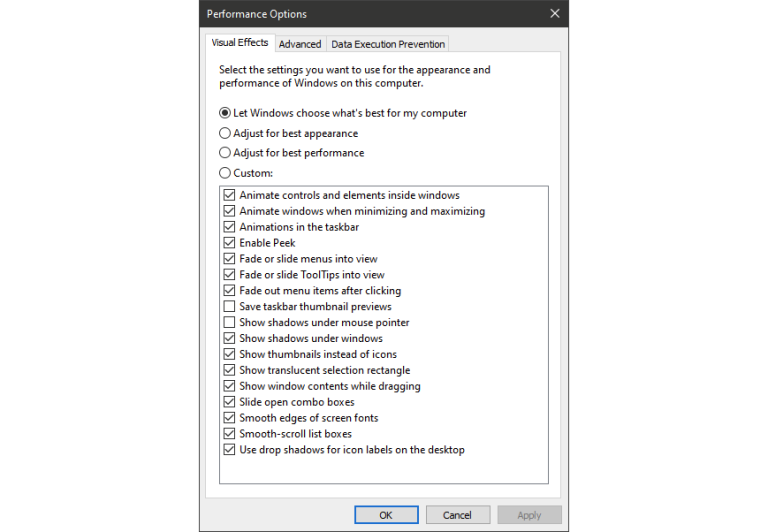 Performance Options
Visual Effects
Advanced
Data Execution Prevention
Select the settings you want to use for the appearance and
performance of Windows on this computer.
Let Windows choose what's best for my computer
Adjust for best appearance
Adjust for best performance
Custom:
Animate controls and elements inside windows
Animate windows when minimizing and maximizing
Animations in the taskbar
Enable Peek
Fade or slide menus into view
Fade or slide ToolTips into view
Fade out menu items after clicking
Save taskbar thumbnail previews
Show shadows under mouse pointer
Show shadows under windows
Show thumbnails instead of icons
Show translucent selection rectangle
Show window contents while dragging
Slide open combo boxes
Smooth edges of screen fonts
Smooth-scroll list boxes
Use drop shadows for icon labels on the desktop
OK
Cancel
Apply